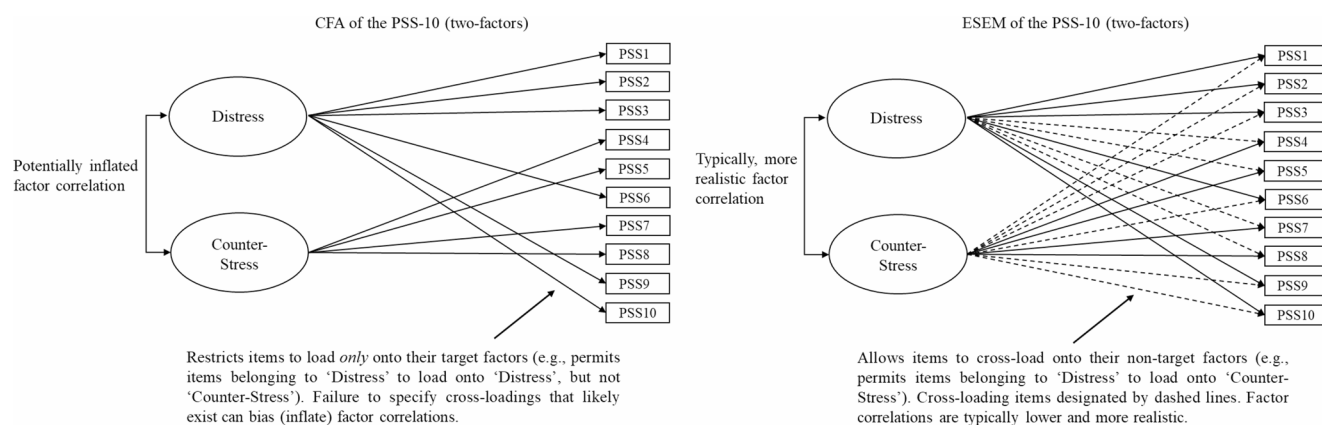 CFA of the PSS-10 (two-factors)
PSS1
PSS2
PSS3
PSS4
PSS5
PSS6
PSS7
PSS8
PSS9
PSS10
Distress
Counter-
Stress
Potentially inflated
factor correlation
Restricts items to load only onto their target factors (e.g., permits
items belonging to ‘Distress’ to load onto ‘Distress’, but not
‘Counter-Stress’). Failure to specify cross-loadings that likely
exist can bias (inflate) factor correlations.
ESEM of the PSS-10 (two-factors)
PSS1
PSS2
PSS3
PSS4
PSS5
PSS6
PSS7
PSS8
PSS9
PSS10
Distress
Counter-
Stress
Typically, more
realistic factor
correlation
Allows items to cross-load onto their non-target factors (e.g.,
permits items belonging to ‘Distress’ to load onto ‘Counter-
Stress’). Cross-loading items designated by dashed lines. Factor
correlations are typically lower and more realistic.